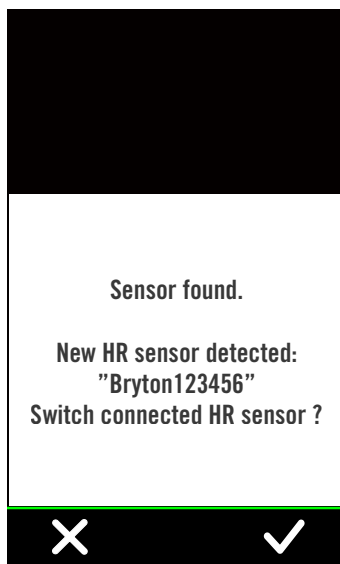 Sensor found.
New HR sensor detected:
”Bryton123456”
Switch connected HR sensor ?